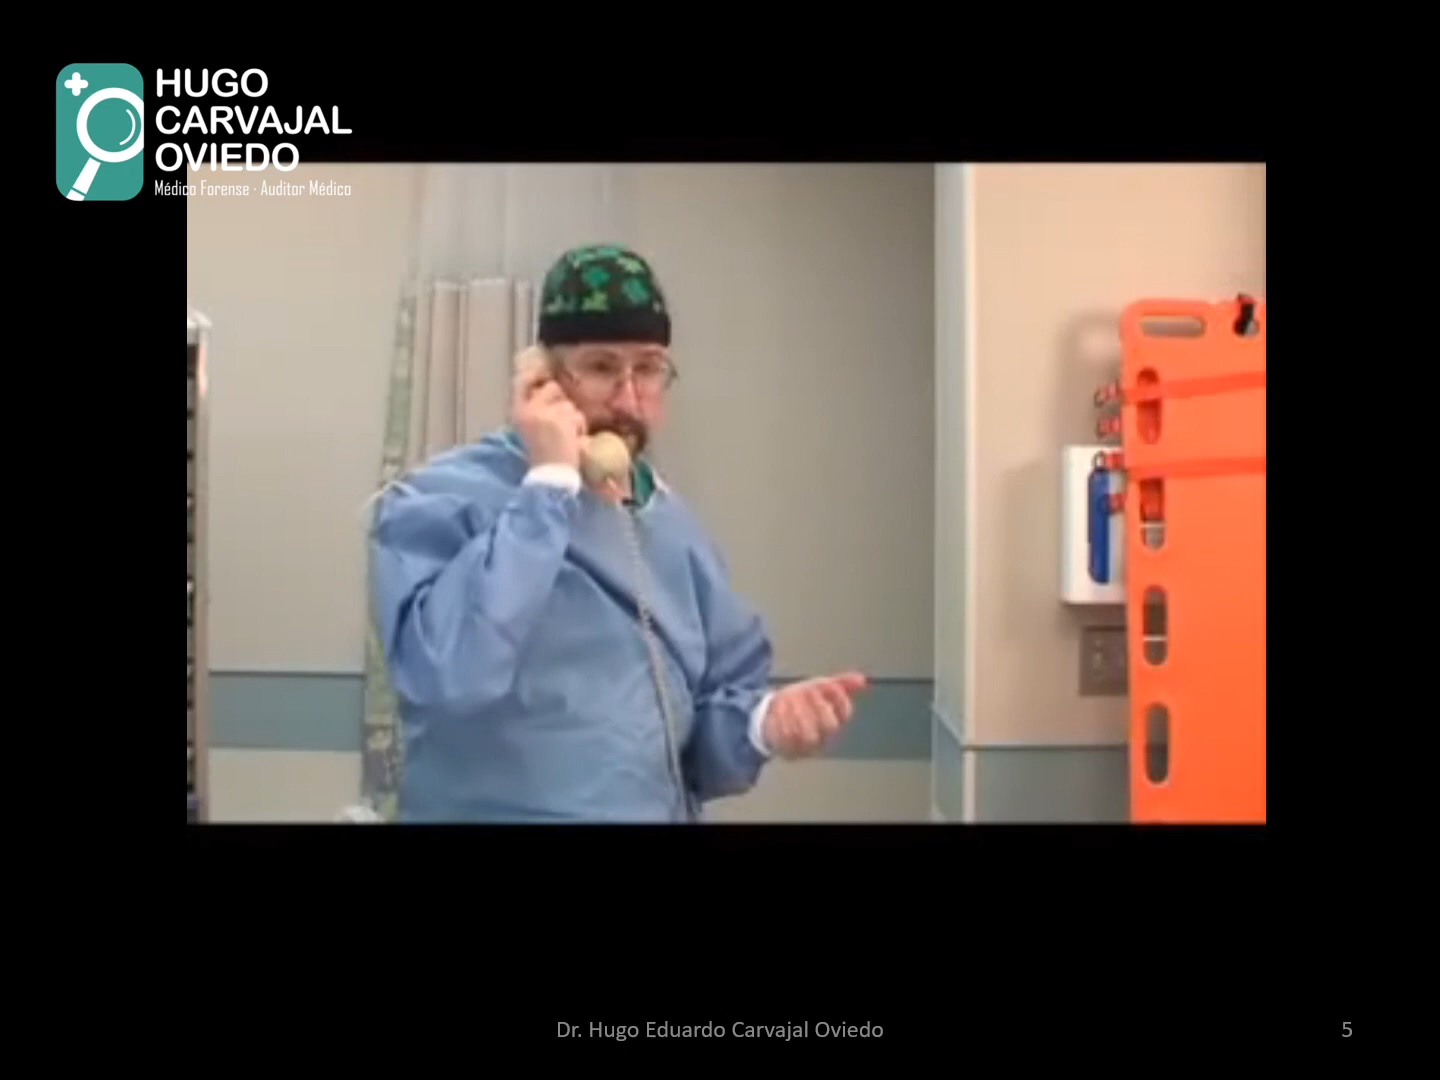 HUGO
CARVAJAL
OVIEDO
Médico Forense · Auditor Médico
Dr. Hugo Eduardo Carvajal Oviedo
5